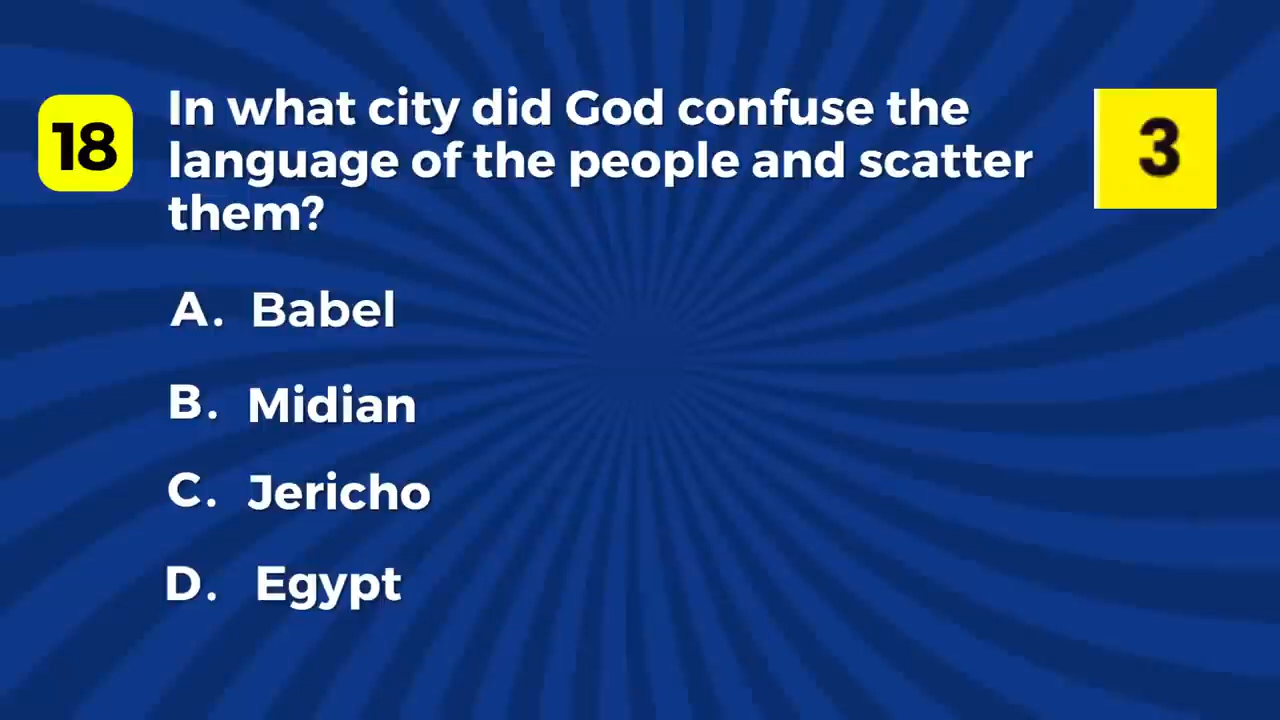 18
In what city did God confuse the
language of the people and scatter
them?
3
A. Babel
B. Midian
C. Jericho
D. Egypt